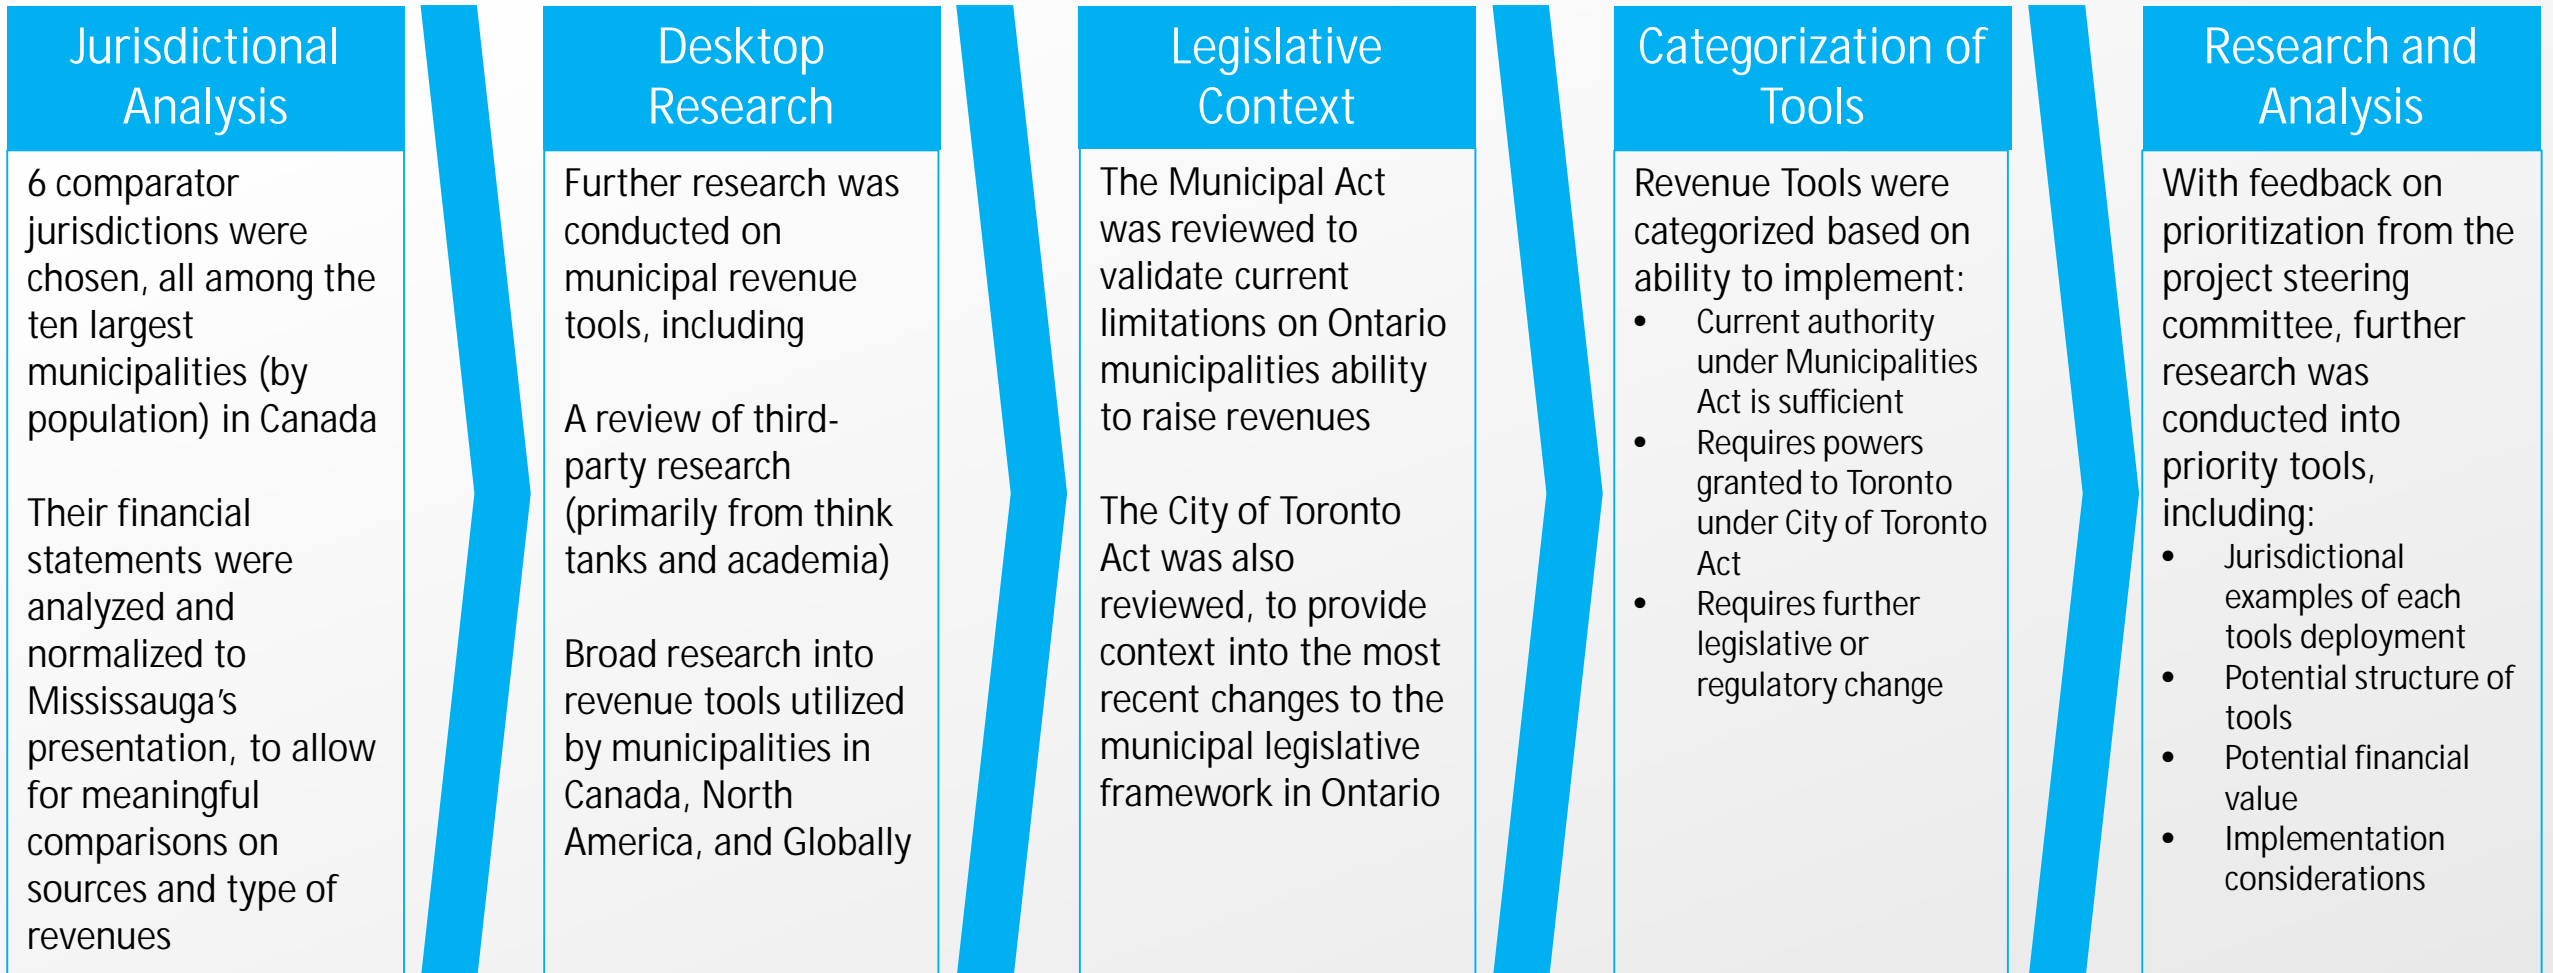 Jurisdictional
Analysis
6 comparator
jurisdictions were
chosen, all among the
ten largest
municipalities (by
population) in Canada
Their financial
statements were
analyzed and
normalized to
Mississauga's
presentation, to allow
for meaningful
comparisons on
sources and type of
revenues
Desktop
Research
Further research was
conducted on
municipal revenue
tools, including
A review of third-
party research
(primarily from think
tanks and academia)
Broad research into
revenue tools utilized
by municipalities in
Canada, North
America, and Globally
Legislative
Context
The Municipal Act
was reviewed to
validate current
limitations on Ontario
municipalities ability
to raise revenues
The City of Toronto
Act was also
reviewed, to provide
context into the most
recent changes to the
municipal legislative
framework in Ontario
Categorization of
Tools
Revenue Tools were
categorized based on
ability to implement:
• Current authority
under Municipalities
Act is sufficient
• Requires powers
granted to Toronto
under City of Toronto
Act
• Requires further
legislative or
regulatory change
Research and
Analysis
With feedback on
prioritization from the
project steering
committee, further
research was
conducted into
priority tools,
including:
• Jurisdictional
examples of each
tools deployment
• Potential structure of
tools
• Potential financial
value
• Implementation
considerations